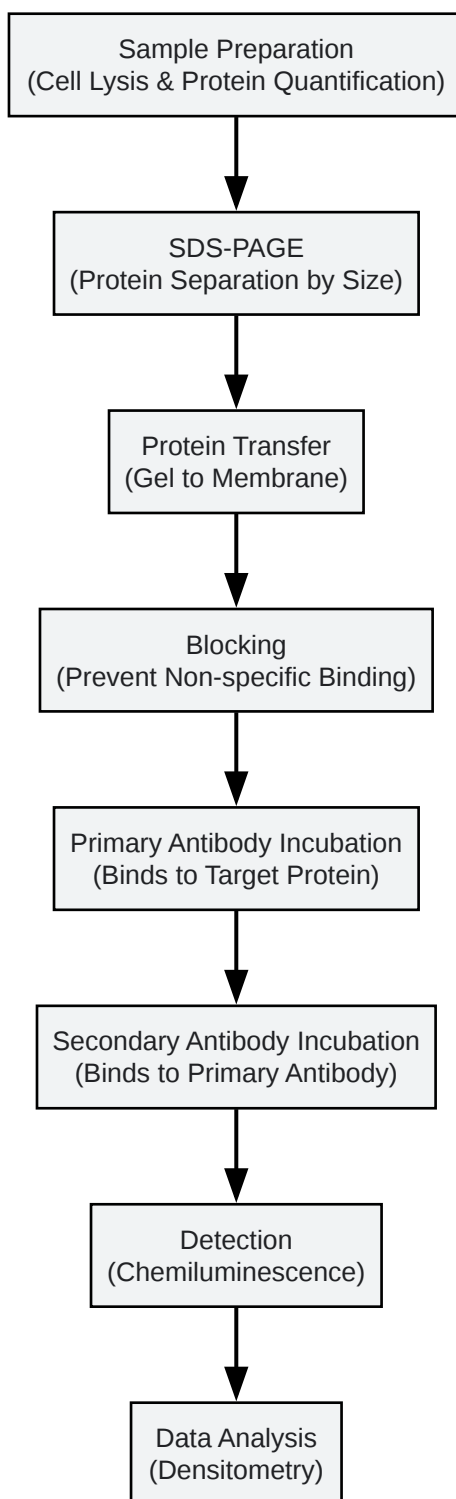 Sample Preparation
(Cell Lysis & Protein Quantification)
SDS-PAGE
(Protein Separation by Size)
Protein Transfer
(Gel to Membrane)
Blocking
(Prevent Non-specific Binding)
Primary Antibody Incubation
(Binds to Target Protein)
Secondary Antibody Incubation
(Binds to Primary Antibody)
Detection
(Chemiluminescence)
Data Analysis
(Densitometry)